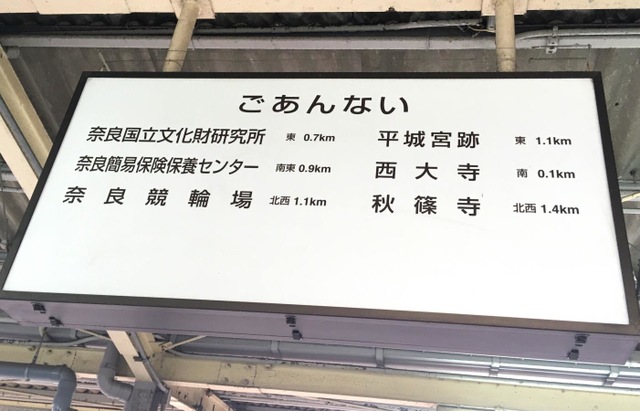 ごあんない
奈良国立文化財研究所 東 0.7km
奈良簡易保険保養センター 南東 0.9km
奈良競輪場 北西 1.1km
平城宮跡 東 1.1km
西大寺 南 0.1km
秋篠寺 北西 1.4km